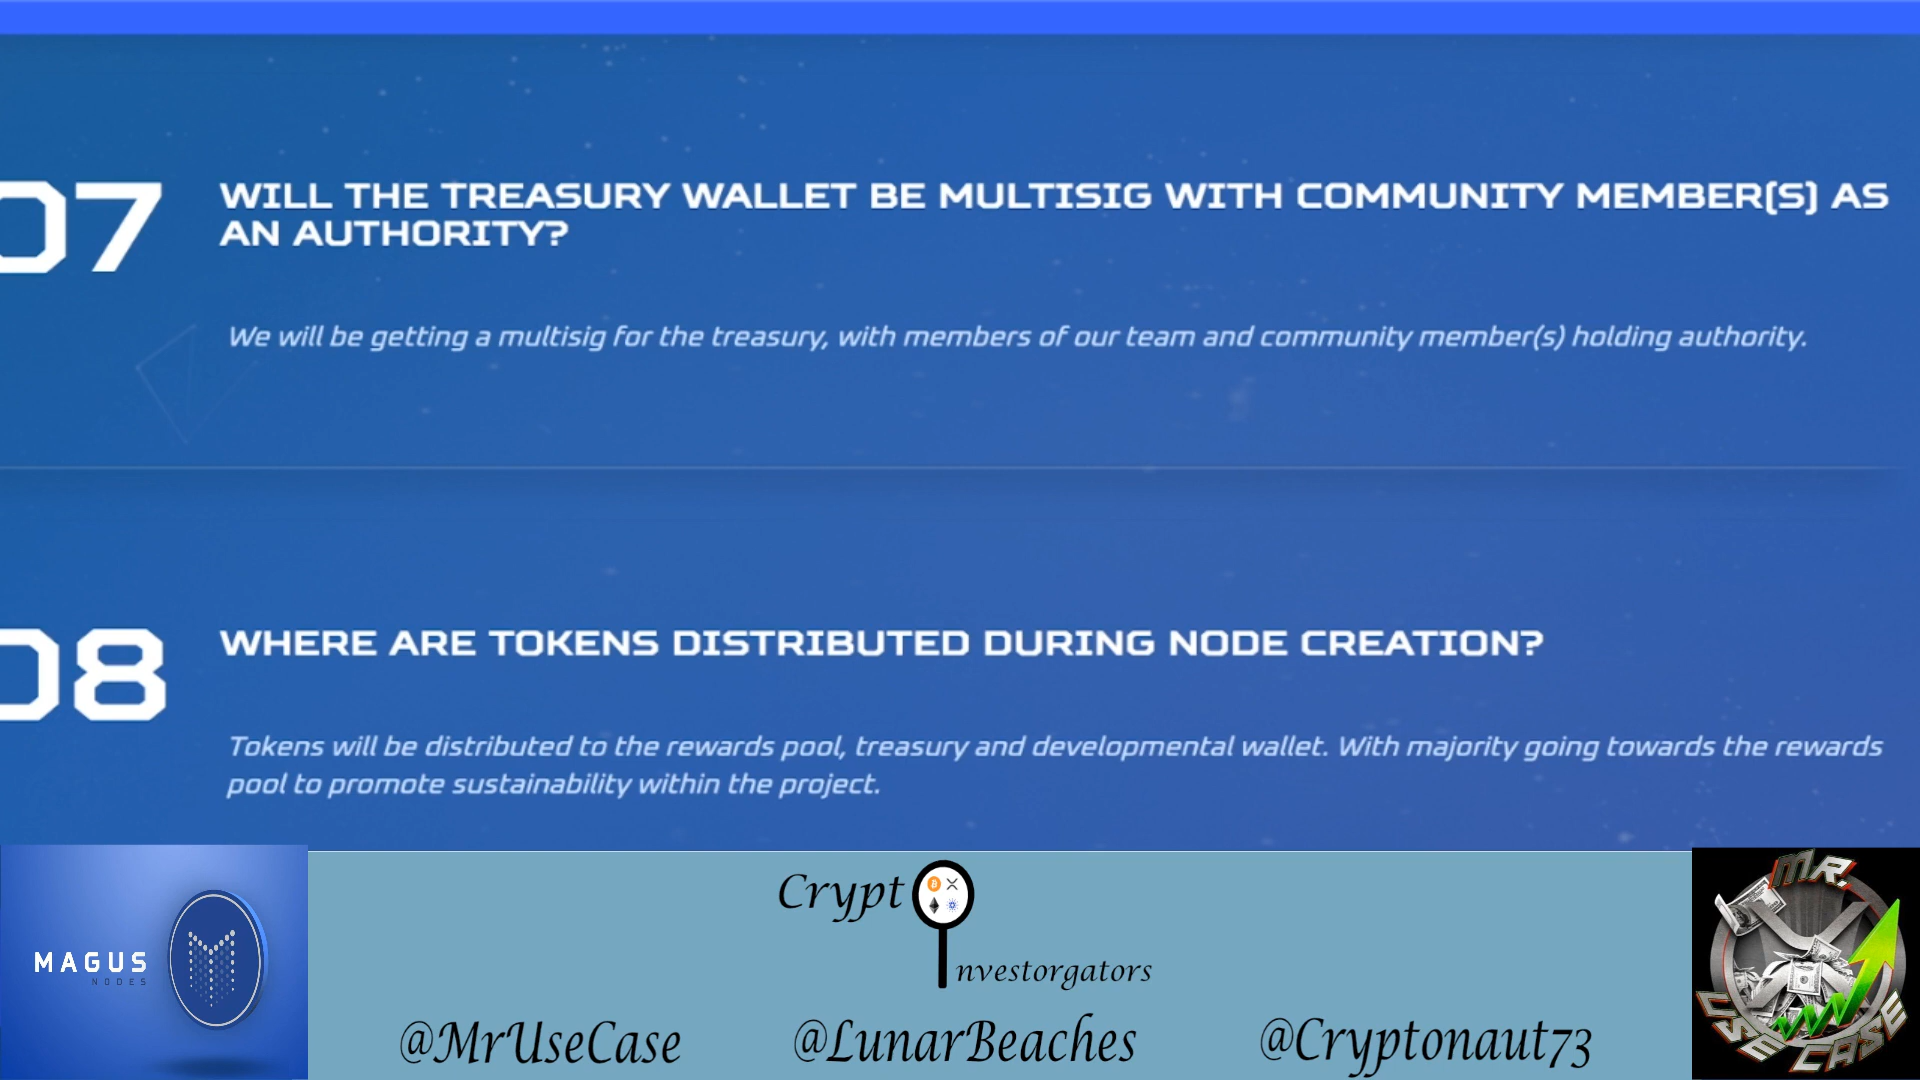 07
WILL THE TREASURY WALLET BE MULTISIG WITH COMMUNITY MEMBER(S) AS
AN AUTHORITY?
We will be getting a multisig for the treasury, with members of our team and community member(s) holding authority.
08
WHERE ARE TOKENS DISTRIBUTED DURING NODE CREATION?
Tokens will be distributed to the rewards pool, treasury and developmental wallet. With majority going towards the rewards
pool to promote sustainability within the project.
MAGUS
NODES
Crypt
nvestorgators
@MrUseCase
@LunarBeaches
@Cryptonaut73
MR.
USE CASE